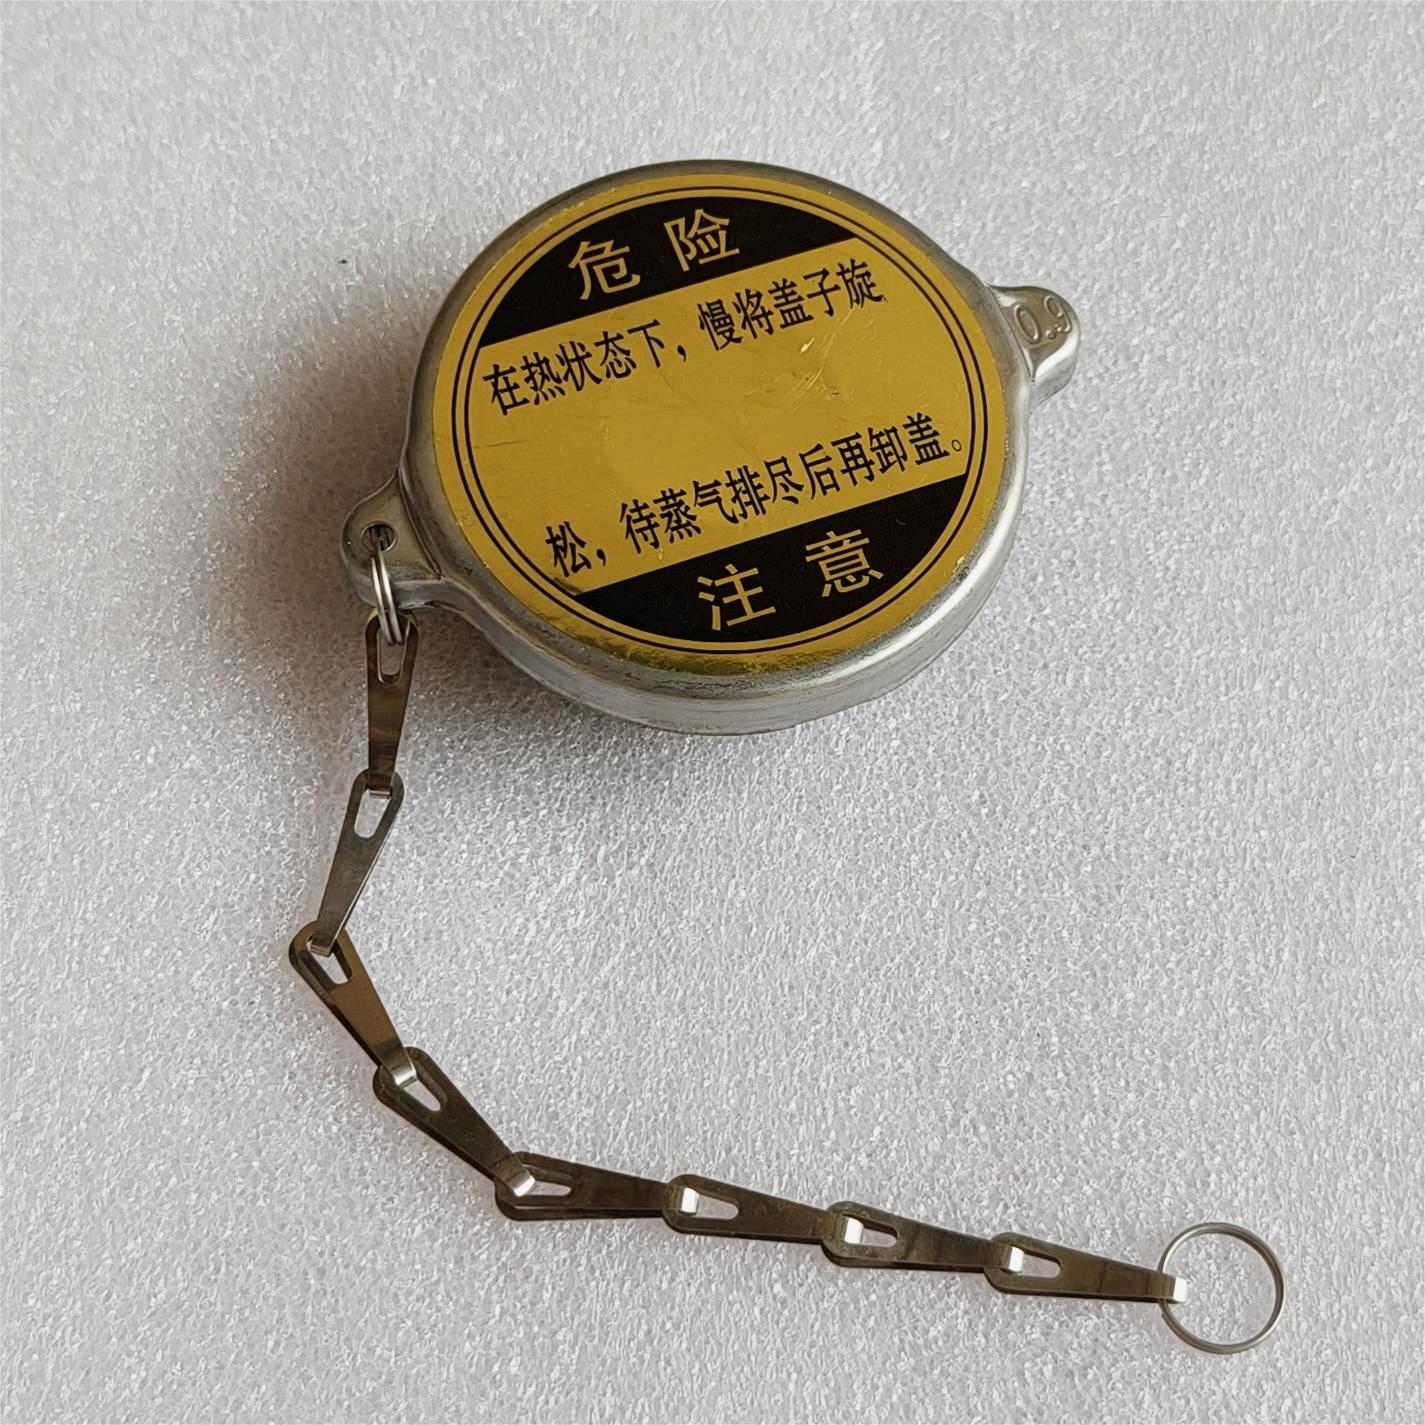 危险
在热状态下，慢将盖子旋
松，待蒸气排尽后再卸盖。
注意
0.9